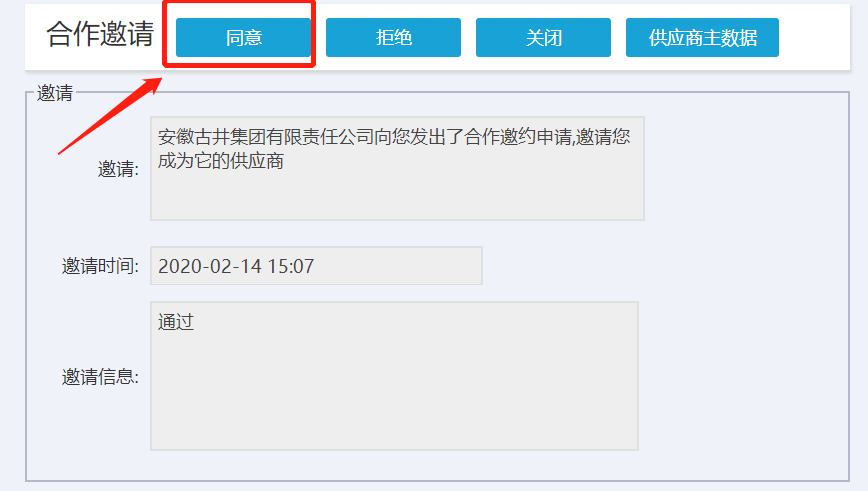 合作邀请 同意 拒绝 关闭 供应商主数据
邀请
邀请: 安徽古井集团有限责任公司向您发出了合作邀约申请,邀请您
成为它的供应商
邀请时间: 2020-02-14 15:07
邀请信息: 通过